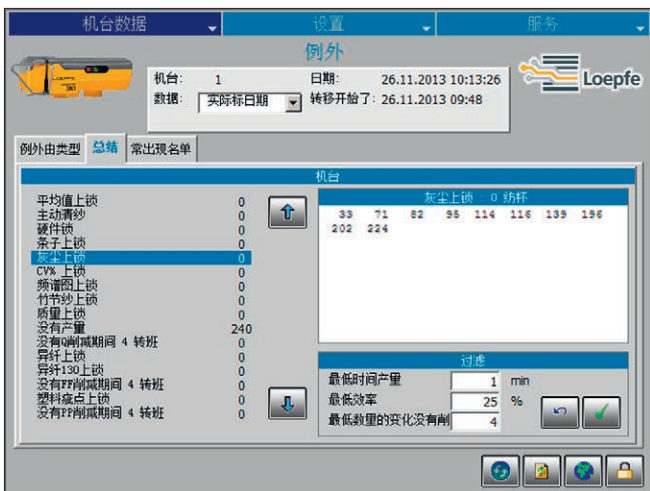 机台数据 设置 服务
例外
机台: 1 日期: 26.11.2013 10:13:26
数据: 实际标日期 转移开始了: 26.11.2013 09:48
Loepfe
例外由类型 总结 常出现名单
机台
平均值上锁 0
主动清纱 0
硬件锁 0
条子上锁 0
灰尘上锁 0
CV% 上锁 0
频谱图上锁 0
竹节纱上锁 0
质量上锁 0
没有产量 240
没有Q削减期间 4 转班 0
异纤上锁 0
异纤130上锁 0
没有FF削减期间 4 转班 0
塑料疵点上锁 0
没有PP削减期间 4 转班 0
灰尘上锁 : 0 纺杯
33 71 82 95 114 116 139 196
202 224
过滤
最低时间产量 1 min
最低效率 25 %
最低数里的变化没有削 4